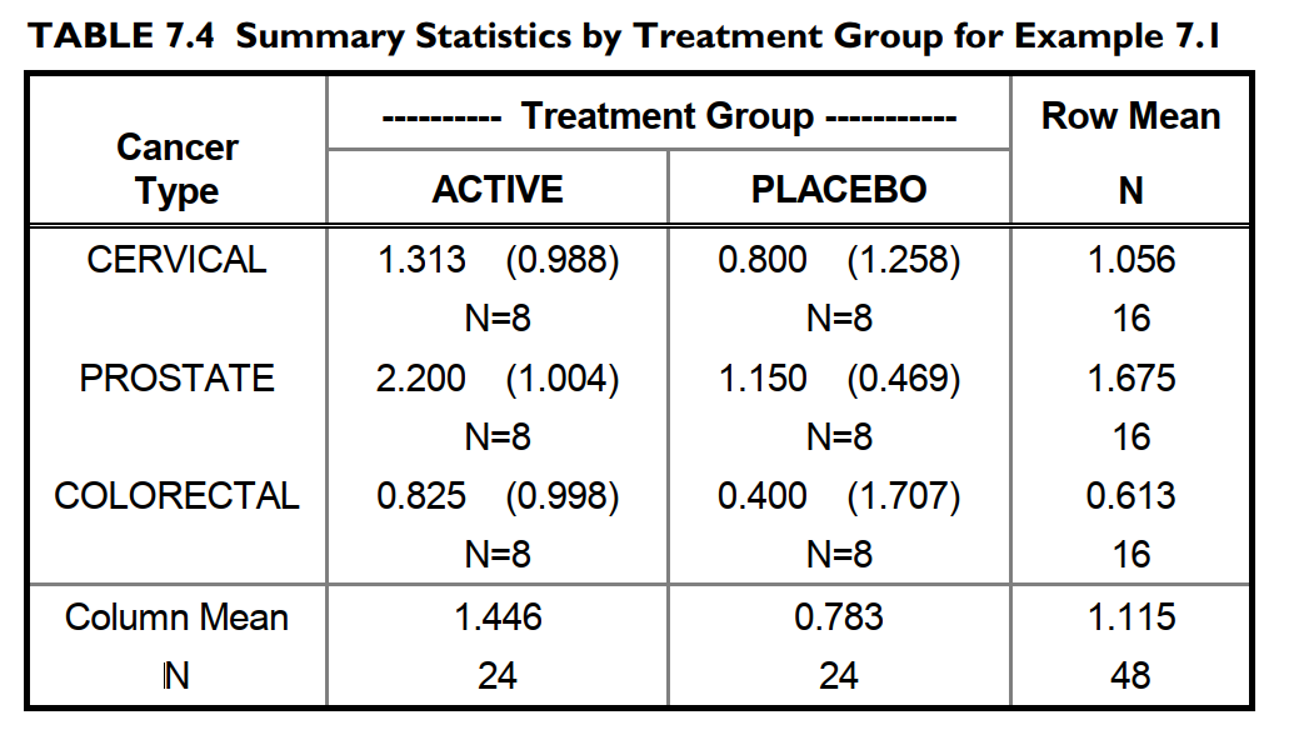 TABLE 7.4 Summary Statistics by Treatment Group for Example 7.1
Cancer Type
---------- Treatment Group -----------
Row Mean
ACTIVE PLACEBO N
CERVICAL 1.313 (0.988) 0.800 (1.258) 1.056
N=8 N=8 16
PROSTATE 2.200 (1.004) 1.150 (0.469) 1.675
N=8 N=8 16
COLORECTAL 0.825 (0.998) 0.400 (1.707) 0.613
N=8 N=8 16
Column Mean 1.446 0.783 1.115
N 24 24 48